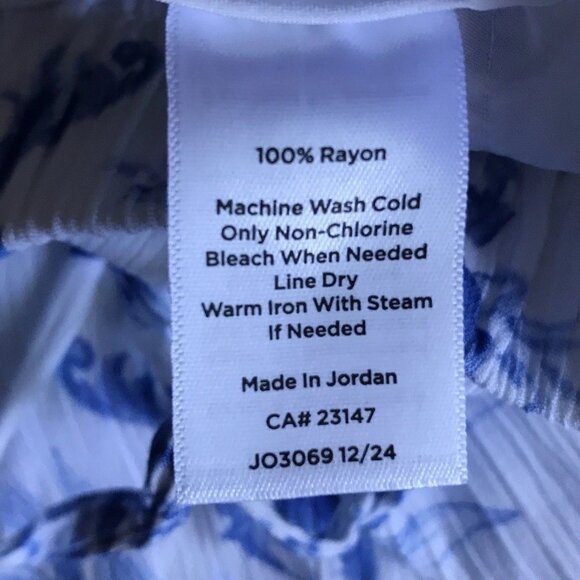 100% Rayon
Machine Wash Cold
Only Non-Chlorine
Bleach When Needed
Line Dry
Warm Iron With Steam
If Needed
Made In Jordan
CA# 23147
JO3069 12/24